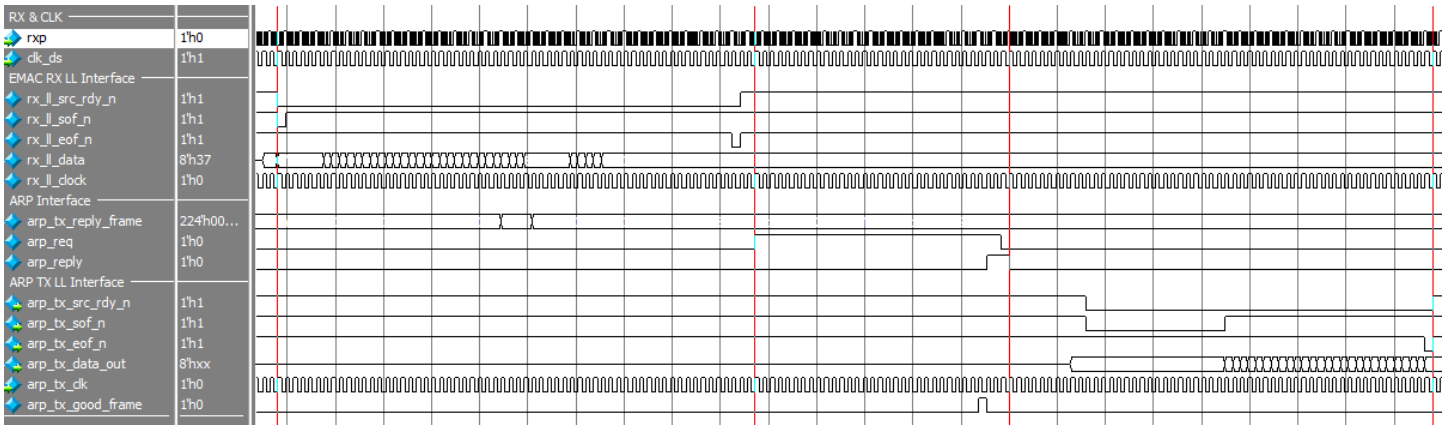 RX & CLK
rxp 1'h0
clk_ds 1'h1
EMAC RX LL Interface
rx_ll_src_rdy_n 1'h1
rx_ll_sof_n 1'h1
rx_ll_eof_n 1'h1
rx_ll_data 8'h37
rx_ll_clock 1'h0
ARP Interface
arp_tx_reply_frame 224'h00...
arp_req 1'h0
arp_reply 1'h0
ARP TX LL Interface
arp_tx_src_rdy_n 1'h1
arp_tx_sof_n 1'h1
arp_tx_eof_n 1'h1
arp_tx_data_out 8'hxx
arp_tx_clk 1'h0
arp_tx_good_frame 1'h0